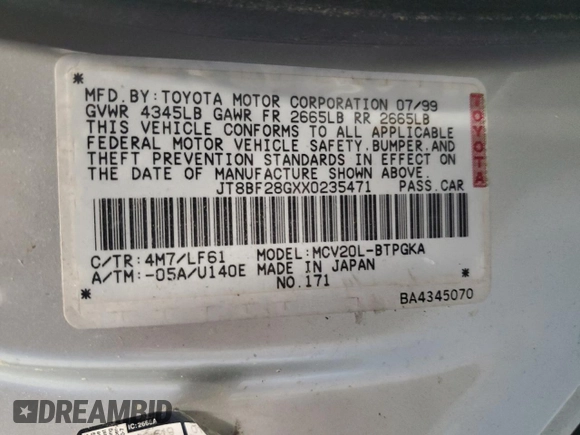 MFD.BY:TOYOTA MOTOR CORPORATION 07/99
GVWR 4345LB GAWR FR 2665LB RR 2665LB
THIS VEHICLE CONFORMS TO ALL APPLICABLE
FEDERAL MOTOR VEHICLE SAFETY,BUMPER,AND
THEFT PREVENTION STANDARDS IN EFFECT ON
THE DATE OF MANUFACTURE SHOWN ABOVE.
JT8BF28GXX0235471 PASS.CAR
TOYOTA
C/TR:4M7/LF61 MODEL:MCV20L-BTPGKA
A/TM:-05A/U140E MADE IN JAPAN
NO.171
BA4345070
DREAMBID